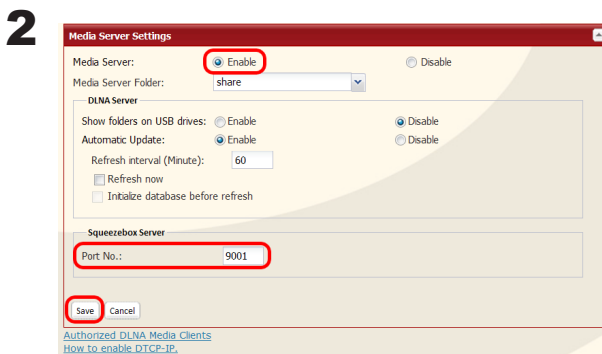 2
Media Server Settings
Media Server: Enable Disable
Media Server Folder: share
DLNA Server
Show folders on USB drives: Enable Disable
Automatic Update: Enable Disable
Refresh interval (Minute): 60
Refresh now
Initialize database before refresh
Squeezebox Server
Port No.: 9001
Save Cancel
Authorized DLNA Media Clients
How to enable DTCP-IP.